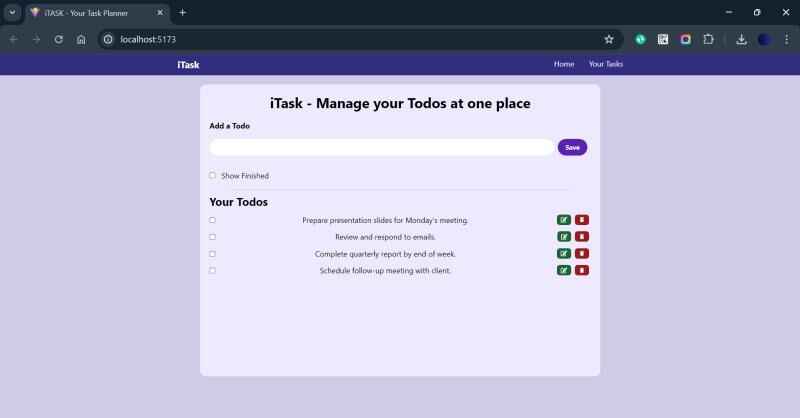 iTASK - Your Task Planner
localhost:5173
iTask Home Your Tasks
iTask - Manage your Todos at one place
Add a Todo
Save
Show Finished
Your Todos
Prepare presentation slides for Monday's meeting.
Review and respond to emails.
Complete quarterly report by end of week.
Schedule follow-up meeting with client.